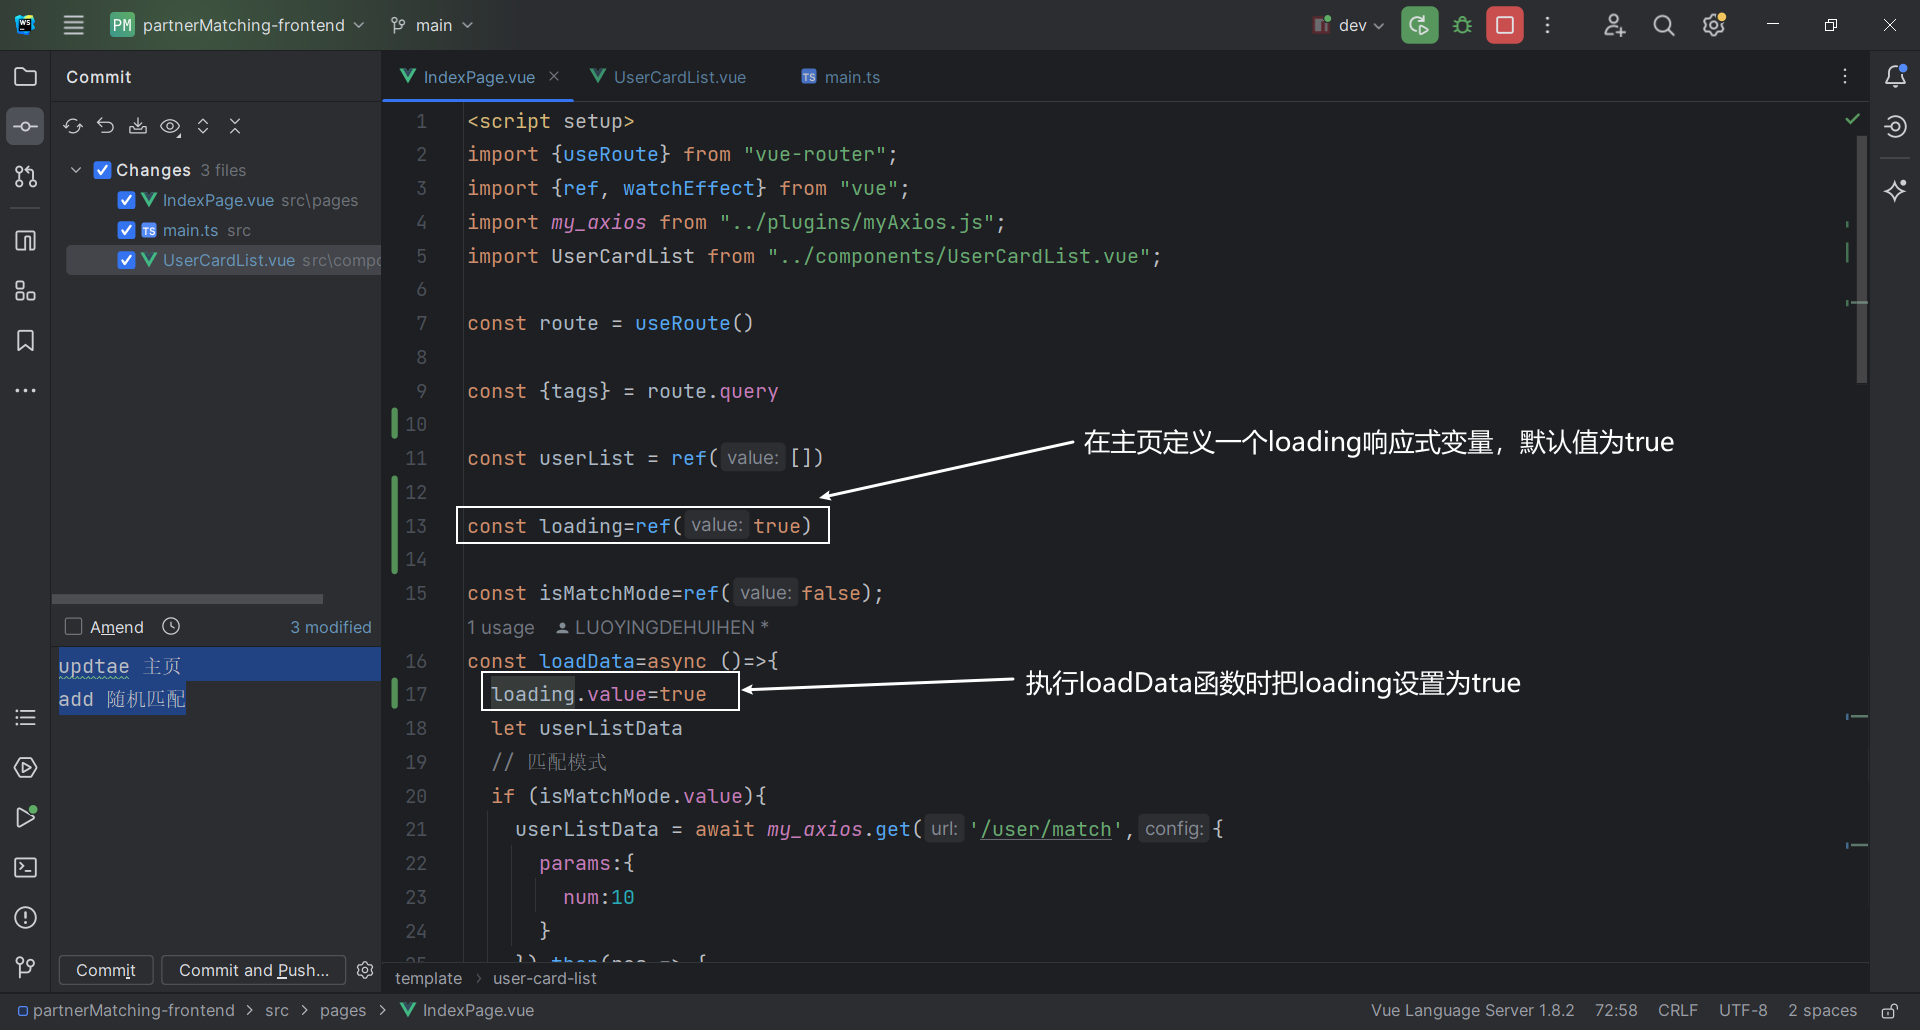 WS
PM partnerMatching-frontend main dev
Commit
IndexPage.vue
UserCardList.vue
TS main.ts
Changes 3 files
IndexPage.vue src\pages
TS main.ts src
UserCardList.vue src\compo
Amend
3 modified
updtae 主页
add 随机匹配
Commit
Commit and Push...
1 <script setup>
2 import {useRoute} from "vue-router";
3 import {ref, watchEffect} from "vue";
4 import my_axios from "../plugins/myAxios.js";
5 import UserCardList from "../components/UserCardList.vue";
6
7 const route = useRoute()
8
9 const {tags} = route.query
10
11 const userList = ref( value: [])
12
13 const loading=ref( value: true)
14
15 const isMatchMode=ref( value: false);
1 usage LUOYINGDEHUIHEN *
16 const loadData=async ()=>{
17 loading.value=true
18 let userListData
19 // 匹配模式
20 if (isMatchMode.value){
21 userListData = await my_axios.get( url: '/user/match', config: {
22 params:{
23 num:10
24 }
25 }).then(res => {
在主页定义一个loading响应式变量，默认值为true
执行loadData函数时把loading设置为true
template > user-card-list
partnerMatching-frontend > src > pages > IndexPage.vue
Vue Language Server 1.8.2 72:58 CRLF UTF-8 2 spaces